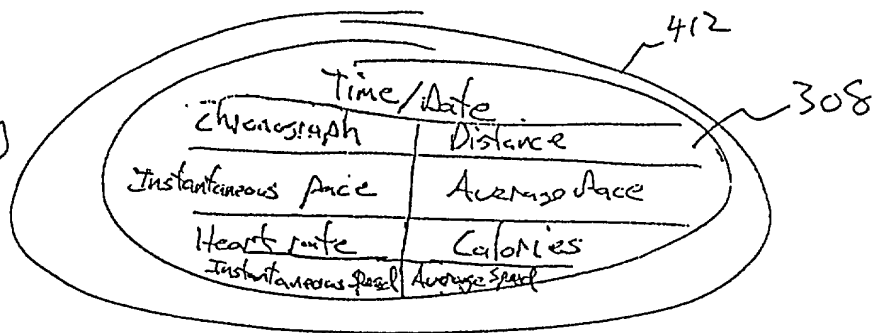 412
308
Time/Date
Chronograph Distance
Instantaneous Pace Average Pace
Heart rate Calories
Instantaneous Speed Average Speed